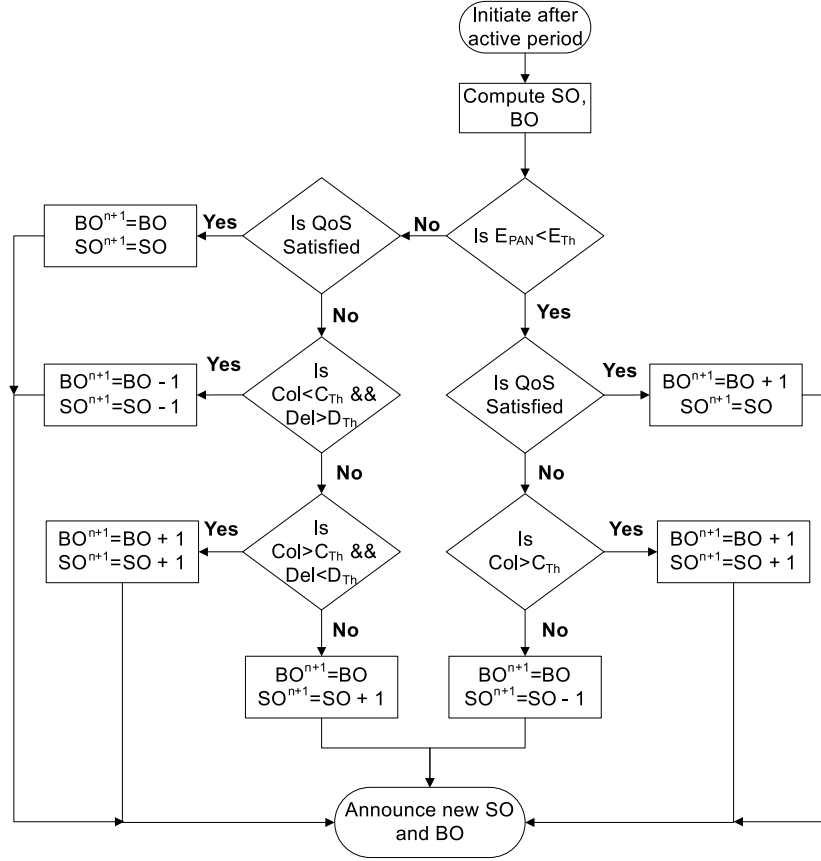 Initiate after
active period
Compute SO,
BO
Is E_PAN<E_Th
No
Yes
Is QoS
Satisfied
Yes
No
BO^n+1=BO
SO^n+1=SO
Is
Col<C_Th &&
Del>D_Th
Yes
No
BO^n+1=BO - 1
SO^n+1=SO - 1
Is QoS
Satisfied
Yes
No
BO^n+1=BO + 1
SO^n+1=SO
Is
Col>C_Th &&
Del<D_Th
Yes
No
BO^n+1=BO + 1
SO^n+1=SO + 1
Is
Col>C_Th
Yes
No
BO^n+1=BO + 1
SO^n+1=SO + 1
BO^n+1=BO
SO^n+1=SO + 1
BO^n+1=BO
SO^n+1=SO - 1
Announce new SO
and BO